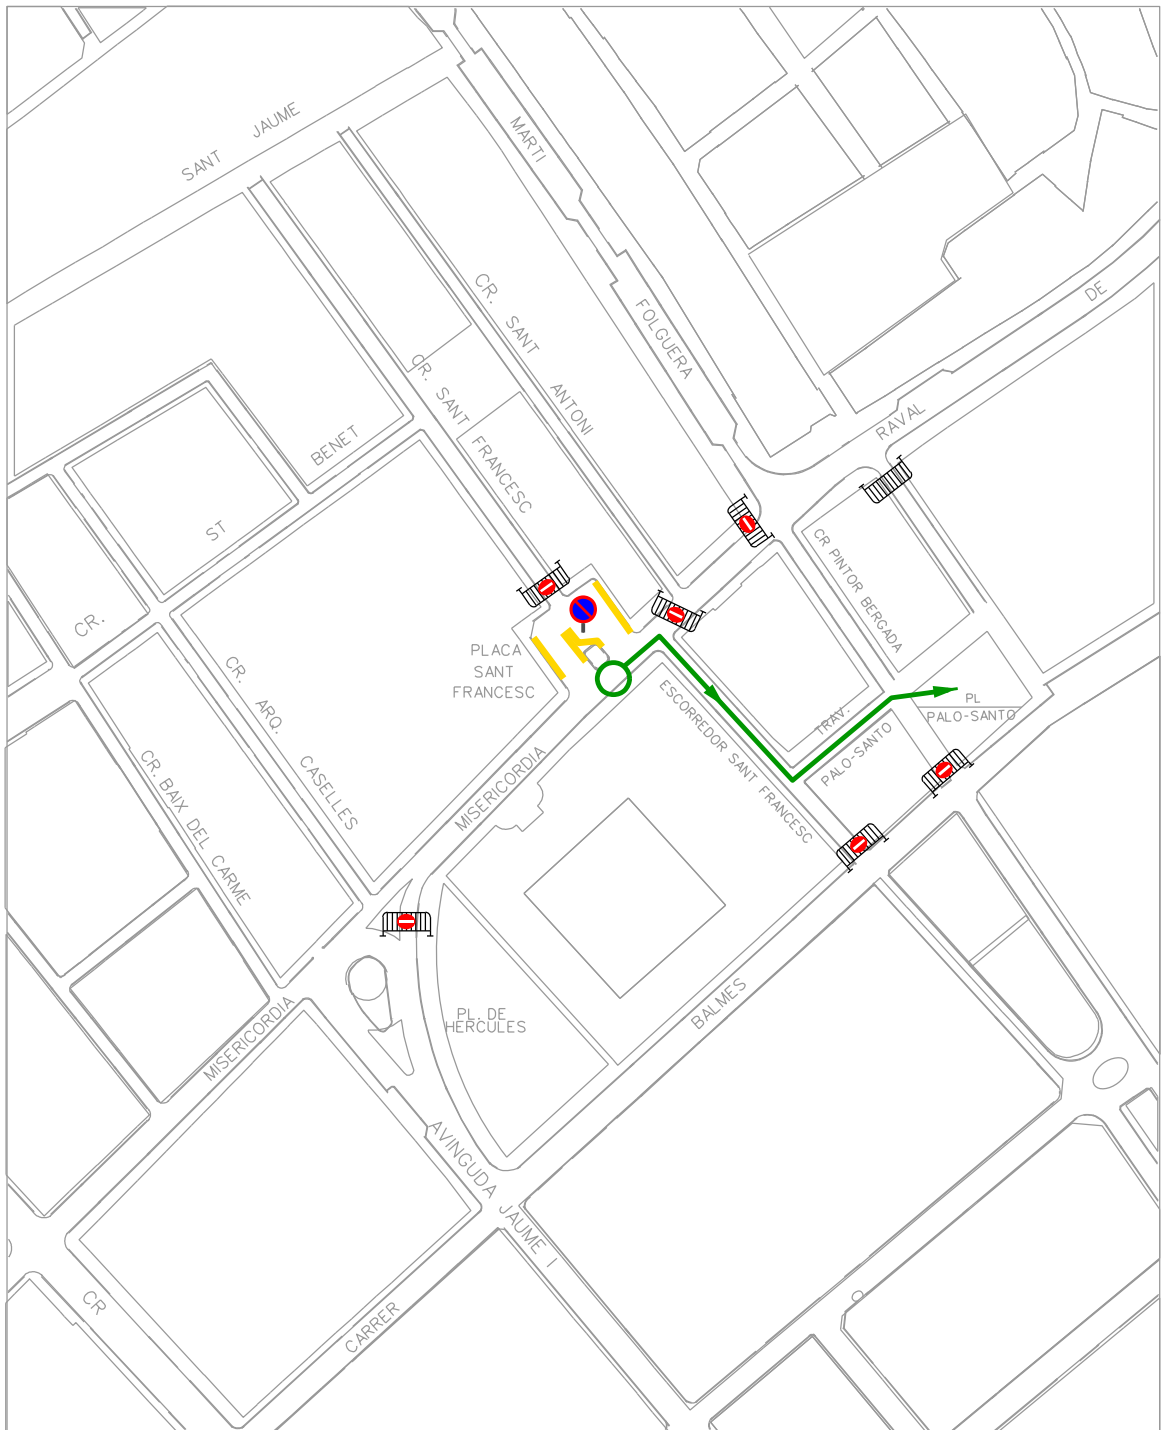 SANT JAUME
MARTI
FOLGUERA
CR. SANT ANTONI
CR. SANT FRANCESC
RAVAL DE
ST BENET
CR.
CR PINTOR BERGADA
PLACA
SANT
FRANCESC
CR. ARQ. CASELLES
CR. BAIX DEL CARME
MISERICORDIA
ESCORREDOR SANT FRANCESC
TRAV.
PALO-SANTO
PL
PALO-SANTO
PL. DE
HERCULES
BALMES
MISERICORDIA
AVINGUDA JAUME I
CARRER
CR